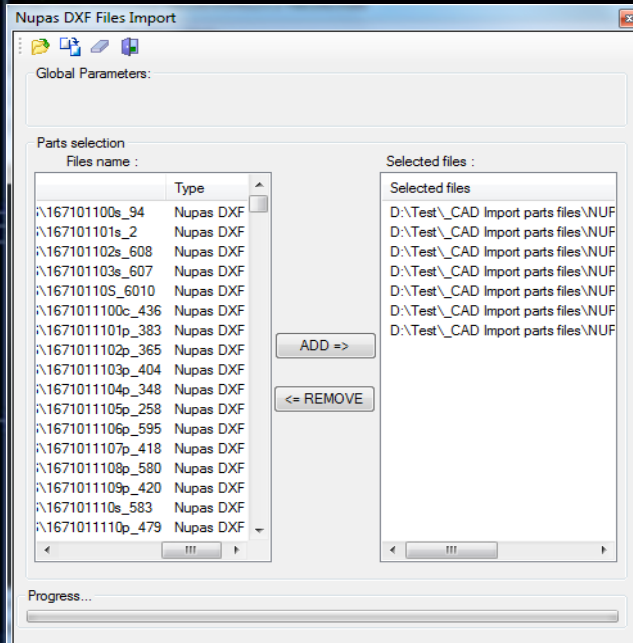 Nupas DXF Files Import
Global Parameters:
Parts selection
Files name :
Type
\167101100s_94 Nupas DXF
\167101101s_2 Nupas DXF
\167101102s_608 Nupas DXF
\167101103s_607 Nupas DXF
\16710110S_6010 Nupas DXF
\1671011100c_436 Nupas DXF
\1671011101p_383 Nupas DXF
\1671011102p_365 Nupas DXF
\1671011103p_404 Nupas DXF
\1671011104p_348 Nupas DXF
\1671011105p_258 Nupas DXF
\1671011106p_595 Nupas DXF
\1671011107p_418 Nupas DXF
\1671011108p_580 Nupas DXF
\1671011109p_420 Nupas DXF
\167101110s_583 Nupas DXF
\1671011110p_479 Nupas DXF
ADD =>
<= REMOVE
Selected files :
Selected files
D:\Test\_CAD Import parts files\NUF
D:\Test\_CAD Import parts files\NUF
D:\Test\_CAD Import parts files\NUF
D:\Test\_CAD Import parts files\NUF
D:\Test\_CAD Import parts files\NUF
D:\Test\_CAD Import parts files\NUF
D:\Test\_CAD Import parts files\NUF
Progress...